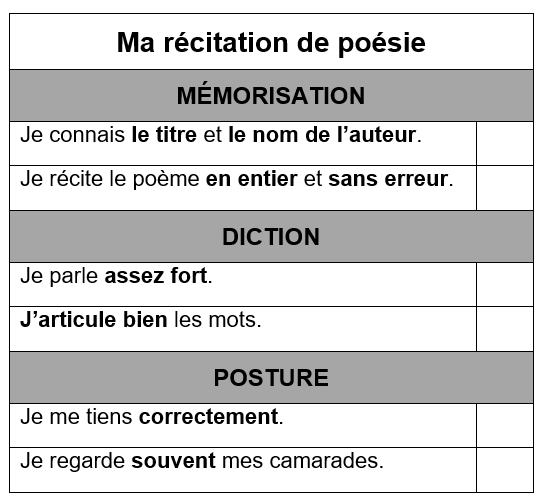 Ma récitation de poésie
MÉMORISATION
Je connais le titre et le nom de l’auteur.
Je récite le poème en entier et sans erreur.
DICTION
Je parle assez fort.
J’articule bien les mots.
POSTURE
Je me tiens correctement.
Je regarde souvent mes camarades.